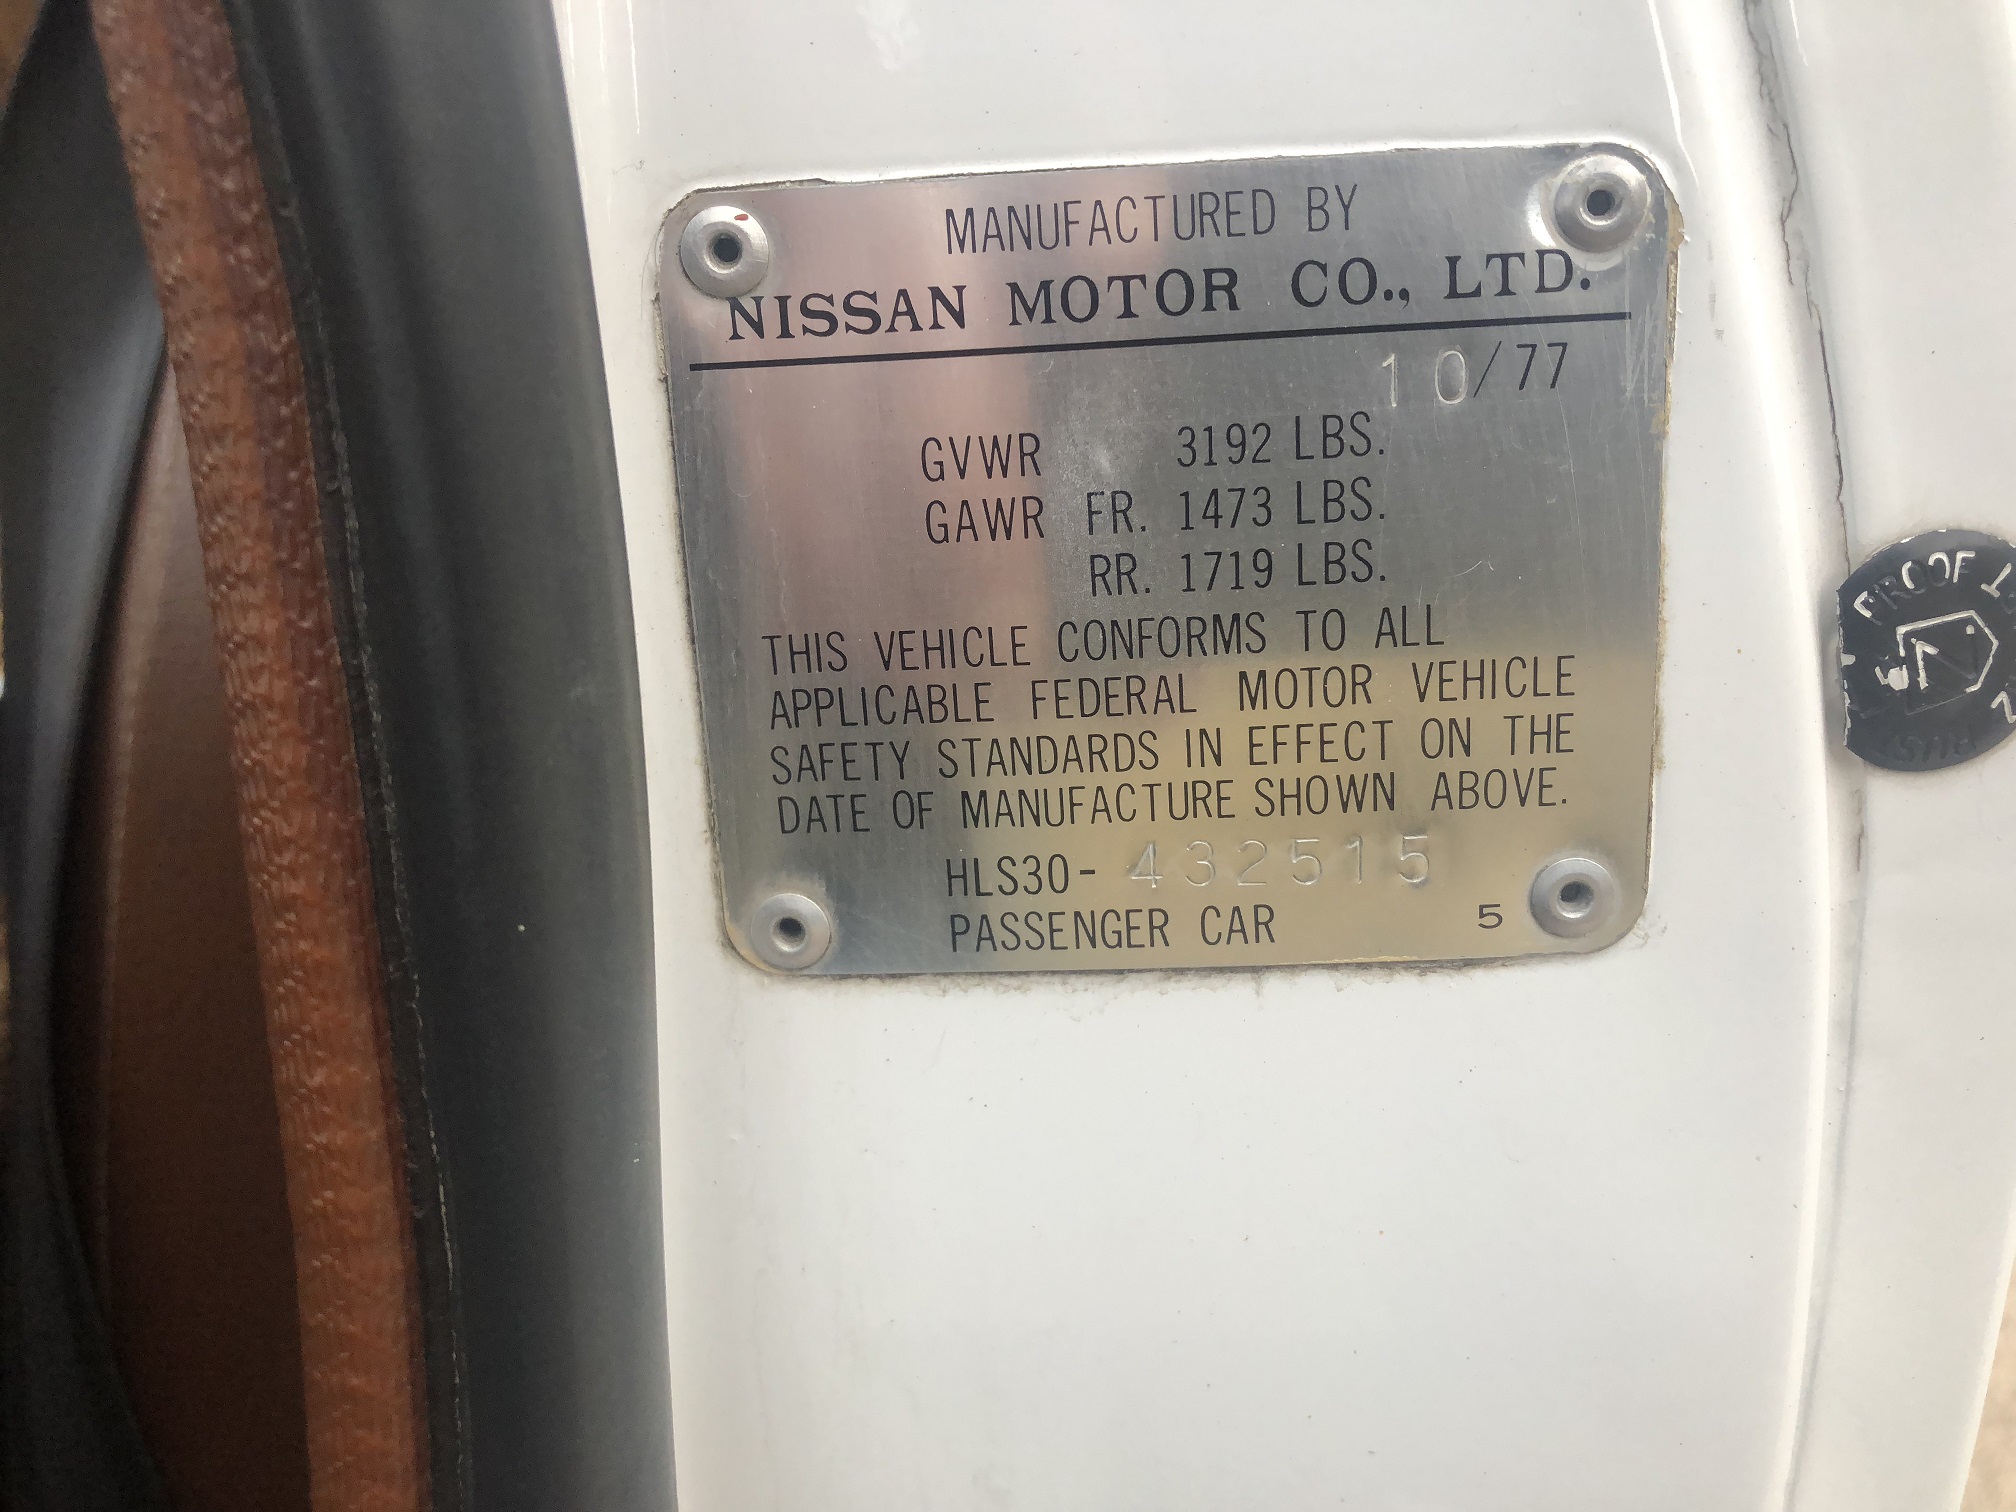 MANUFACTURED BY
NISSAN MOTOR CO., LTD.
10/77
GVWR 3192 LBS.
GAWR FR. 1473 LBS.
RR. 1719 LBS.
THIS VEHICLE CONFORMS TO ALL
APPLICABLE FEDERAL MOTOR VEHICLE
SAFETY STANDARDS IN EFFECT ON THE
DATE OF MANUFACTURE SHOWN ABOVE.
HLS30-432515
PASSENGER CAR 5
PROOF
RUST